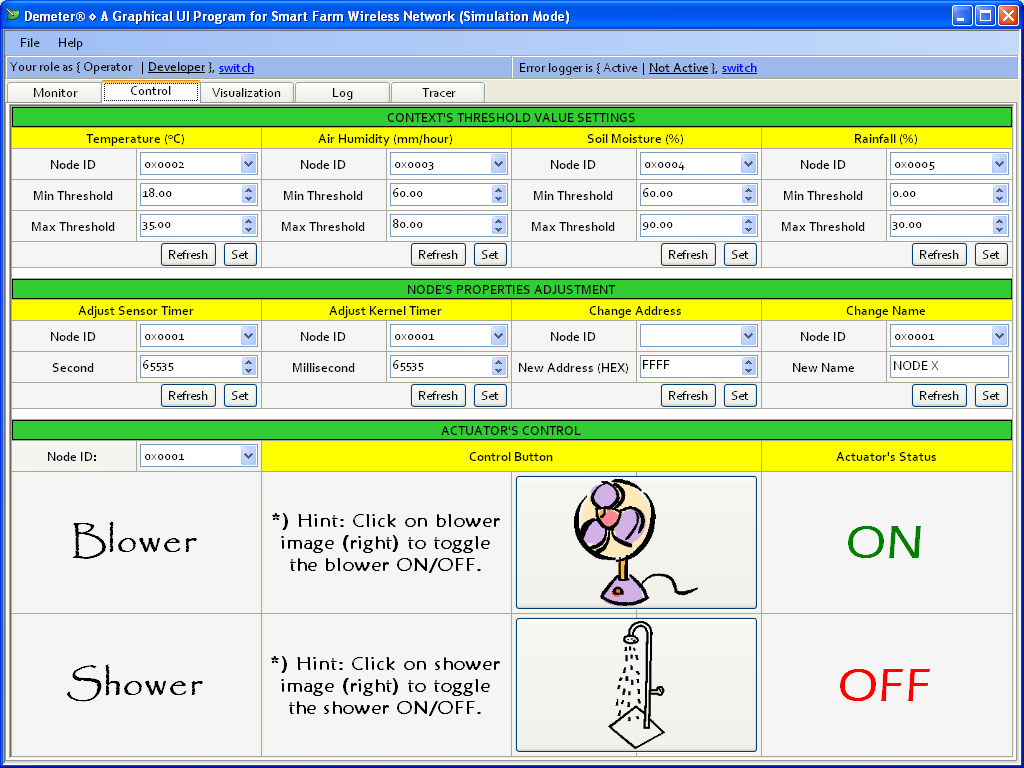 Demeter® ⋄ A Graphical UI Program for Smart Farm Wireless Network (Simulation Mode)
File Help
Your role as { Operator | Developer }, switch Error logger is { Active | Not Active }, switch
Monitor Control Visualization Log Tracer
CONTEXT'S THRESHOLD VALUE SETTINGS
Temperature (°C) Air Humidity (mm/hour) Soil Moisture (%) Rainfall (%)
Node ID 0x0002 Node ID 0x0003 Node ID 0x0004 Node ID 0x0005
Min Threshold 18.00 Min Threshold 60.00 Min Threshold 60.00 Min Threshold 0.00
Max Threshold 35.00 Max Threshold 80.00 Max Threshold 90.00 Max Threshold 30.00
Refresh Set Refresh Set Refresh Set Refresh Set
NODE'S PROPERTIES ADJUSTMENT
Adjust Sensor Timer Adjust Kernel Timer Change Address Change Name
Node ID 0x0001 Node ID 0x0001 Node ID Node ID 0x0001
Second 65535 Millisecond 65535 New Address (HEX) FFFF New Name NODE X
Refresh Set Refresh Set Refresh Set Refresh Set
ACTUATOR'S CONTROL
Node ID: 0x0001 Control Button Actuator's Status
Blower
*) Hint: Click on blower
image (right) to toggle
the blower ON/OFF.
ON
Shower
*) Hint: Click on shower
image (right) to toggle
the shower ON/OFF.
OFF